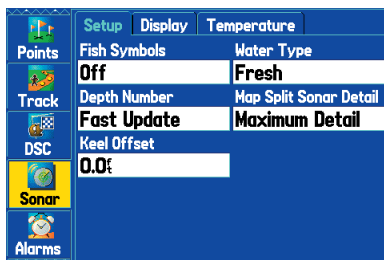 Setup Display Temperature
Points
Track
DSC
Sonar
Alarms
Fish Symbols
Off
Water Type
Fresh
Depth Number
Fast Update
Map Split Sonar Detail
Maximum Detail
Keel Offset
0.0f